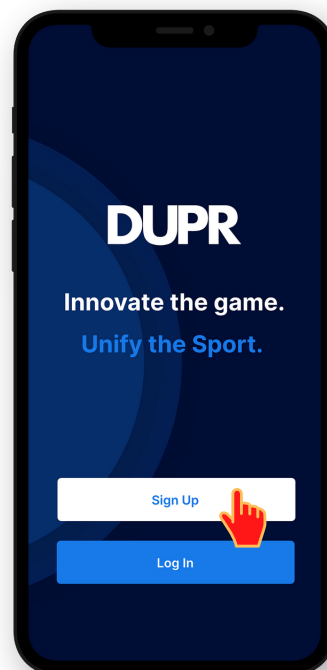 DUPR
Innovate the game.
Unify the Sport.
Sign Up
Log In